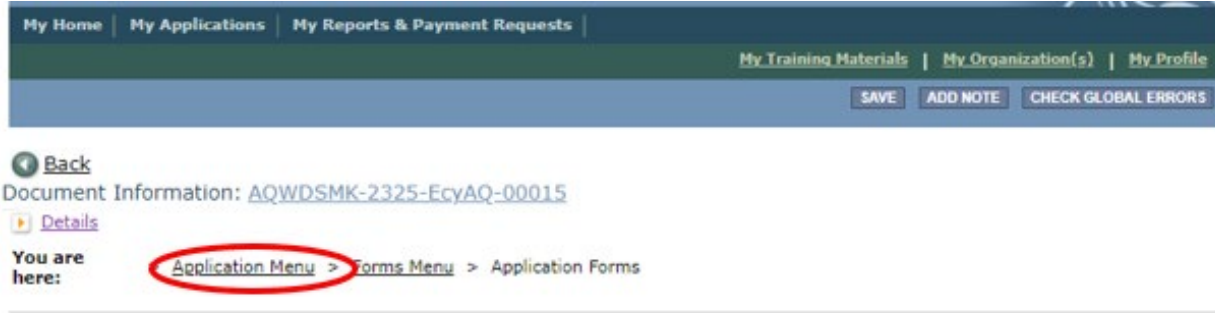 My Home | My Applications | My Reports & Payment Requests |
My Training Materials | My Organization(s) | My Profile
SAVE ADD NOTE CHECK GLOBAL ERRORS
Back
Document Information: AQWDSMK-2325-EcyAQ-00015
Details
You are here: Application Menu > Forms Menu > Application Forms